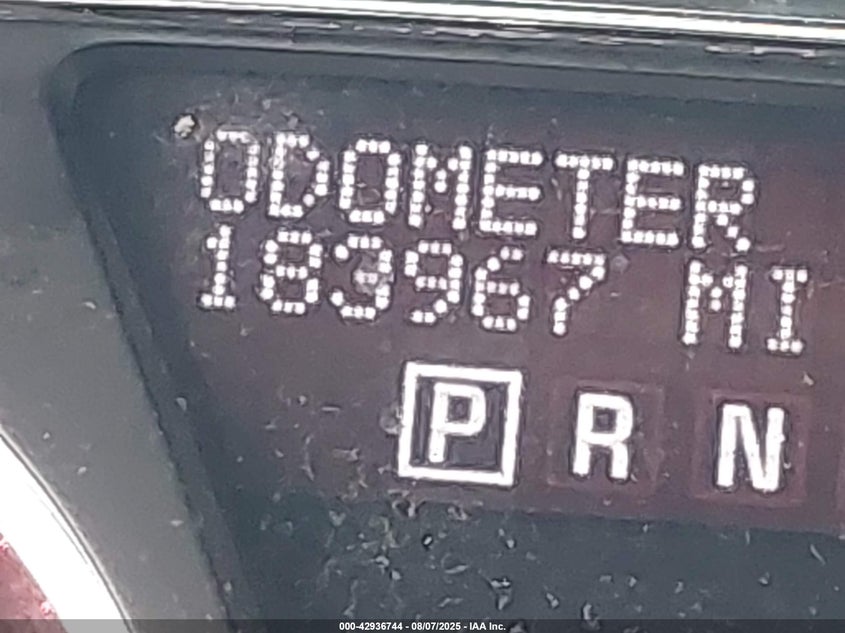 ODOMETER
183967 MI
P R N
000-42936744 - 08/07/2025 - IAA Inc.